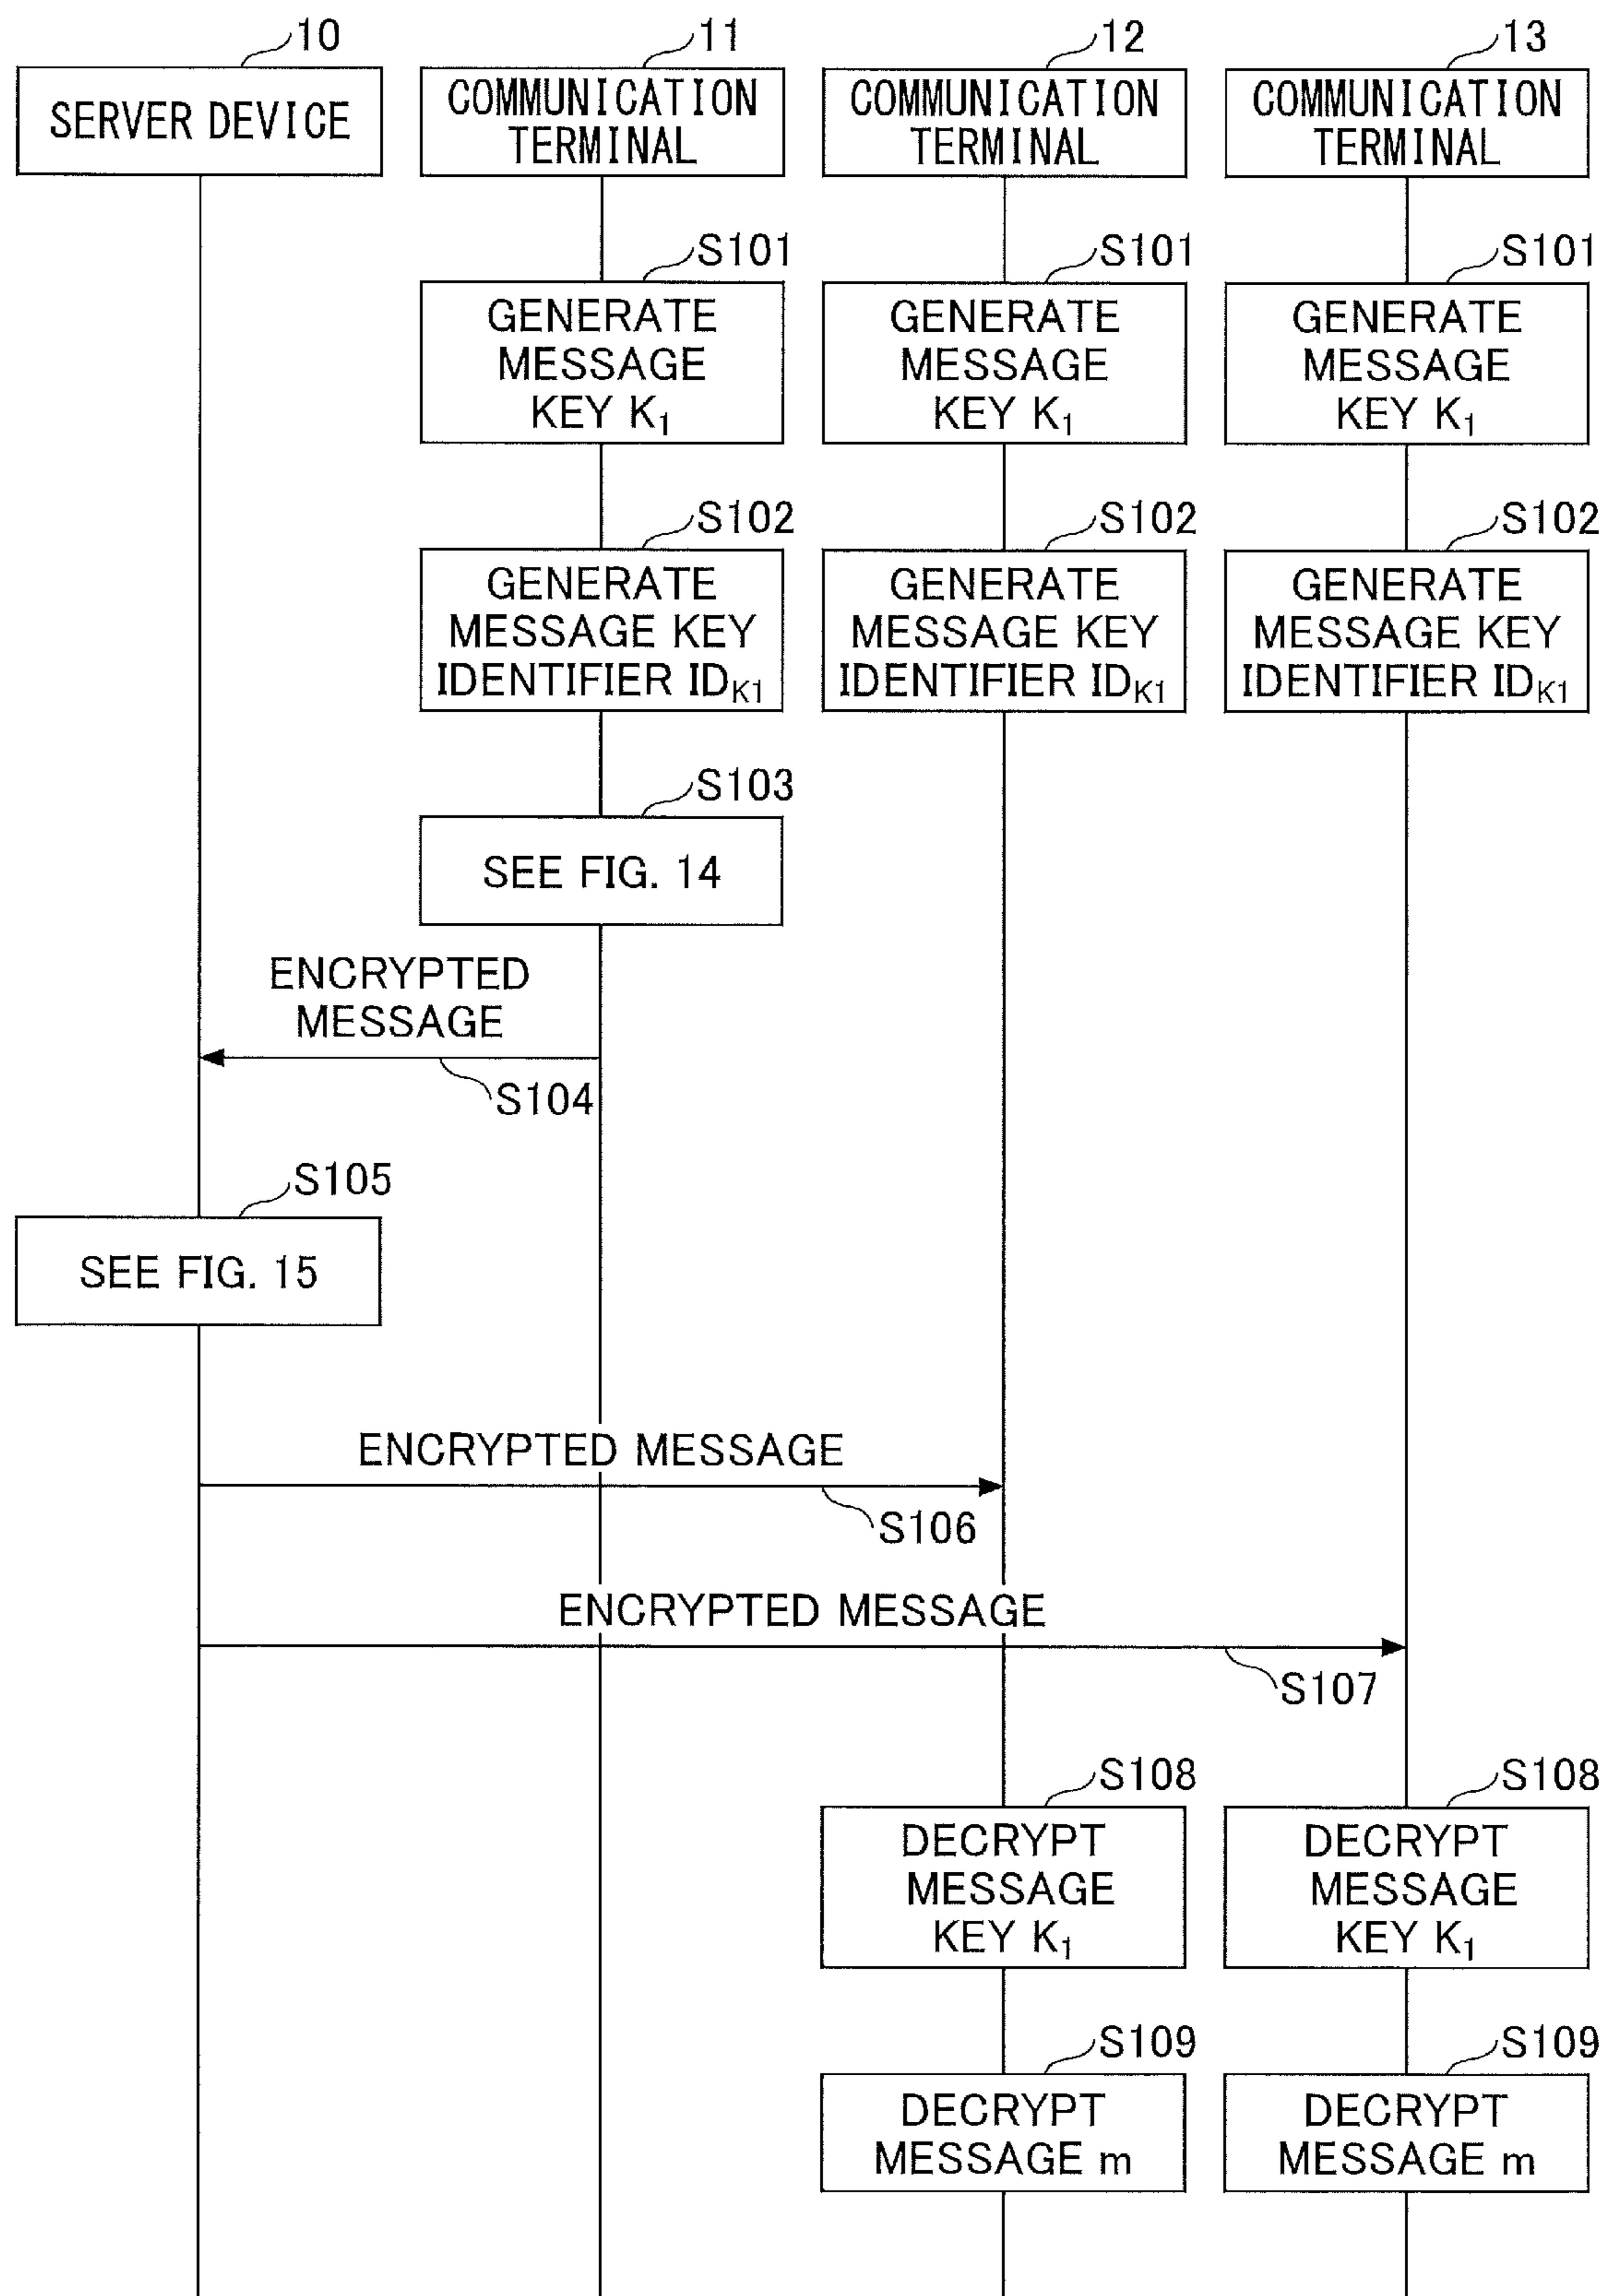 10
11
12
13
SERVER DEVICE
COMMUNICATION
TERMINAL
COMMUNICATION
TERMINAL
COMMUNICATION
TERMINAL
S101
S101
S101
GENERATE
MESSAGE
KEY K₁
GENERATE
MESSAGE
KEY K₁
GENERATE
MESSAGE
KEY K₁
S102
S102
S102
GENERATE
MESSAGE KEY
IDENTIFIER ID_K1
GENERATE
MESSAGE KEY
IDENTIFIER ID_K1
GENERATE
MESSAGE KEY
IDENTIFIER ID_K1
S103
SEE FIG. 14
ENCRYPTED
MESSAGE
S104
S105
SEE FIG. 15
ENCRYPTED MESSAGE
S106
ENCRYPTED MESSAGE
S107
S108
S108
DECRYPT
MESSAGE
KEY K₁
DECRYPT
MESSAGE
KEY K₁
S109
S109
DECRYPT
MESSAGE m
DECRYPT
MESSAGE m